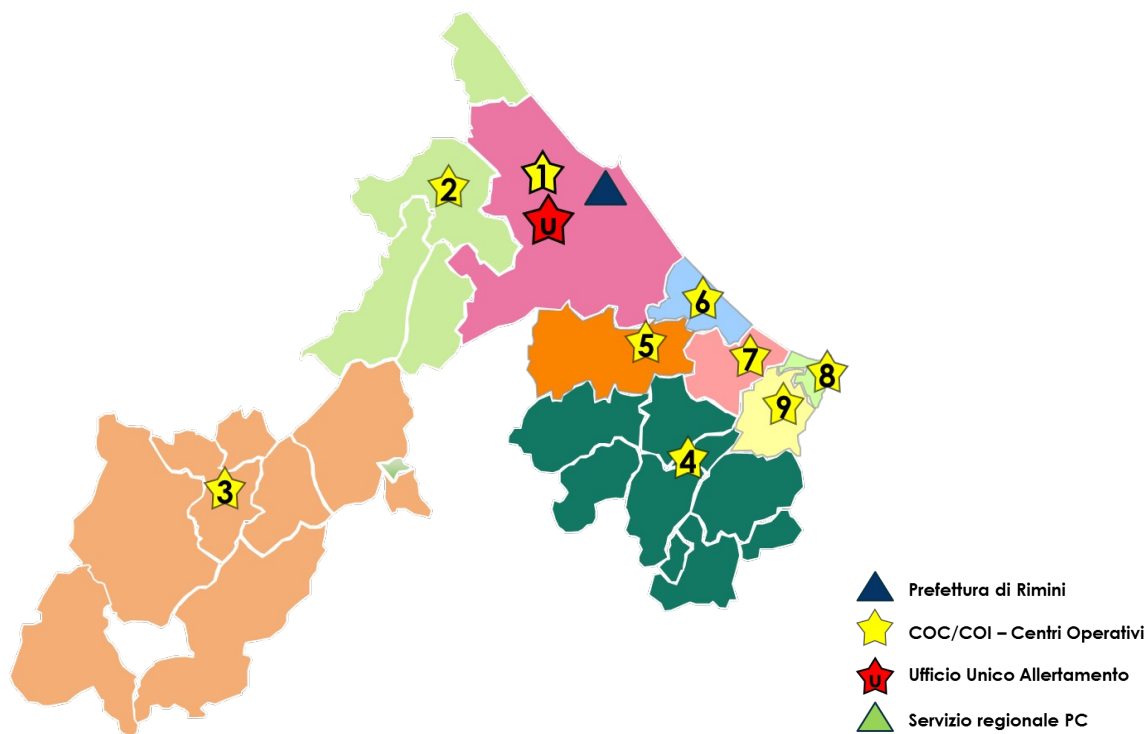 1
2
U
6
5
7
8
9
4
3
Prefettura di Rimini
COC/COI – Centri Operativi
U Ufficio Unico Allertamento
Servizio regionale PC